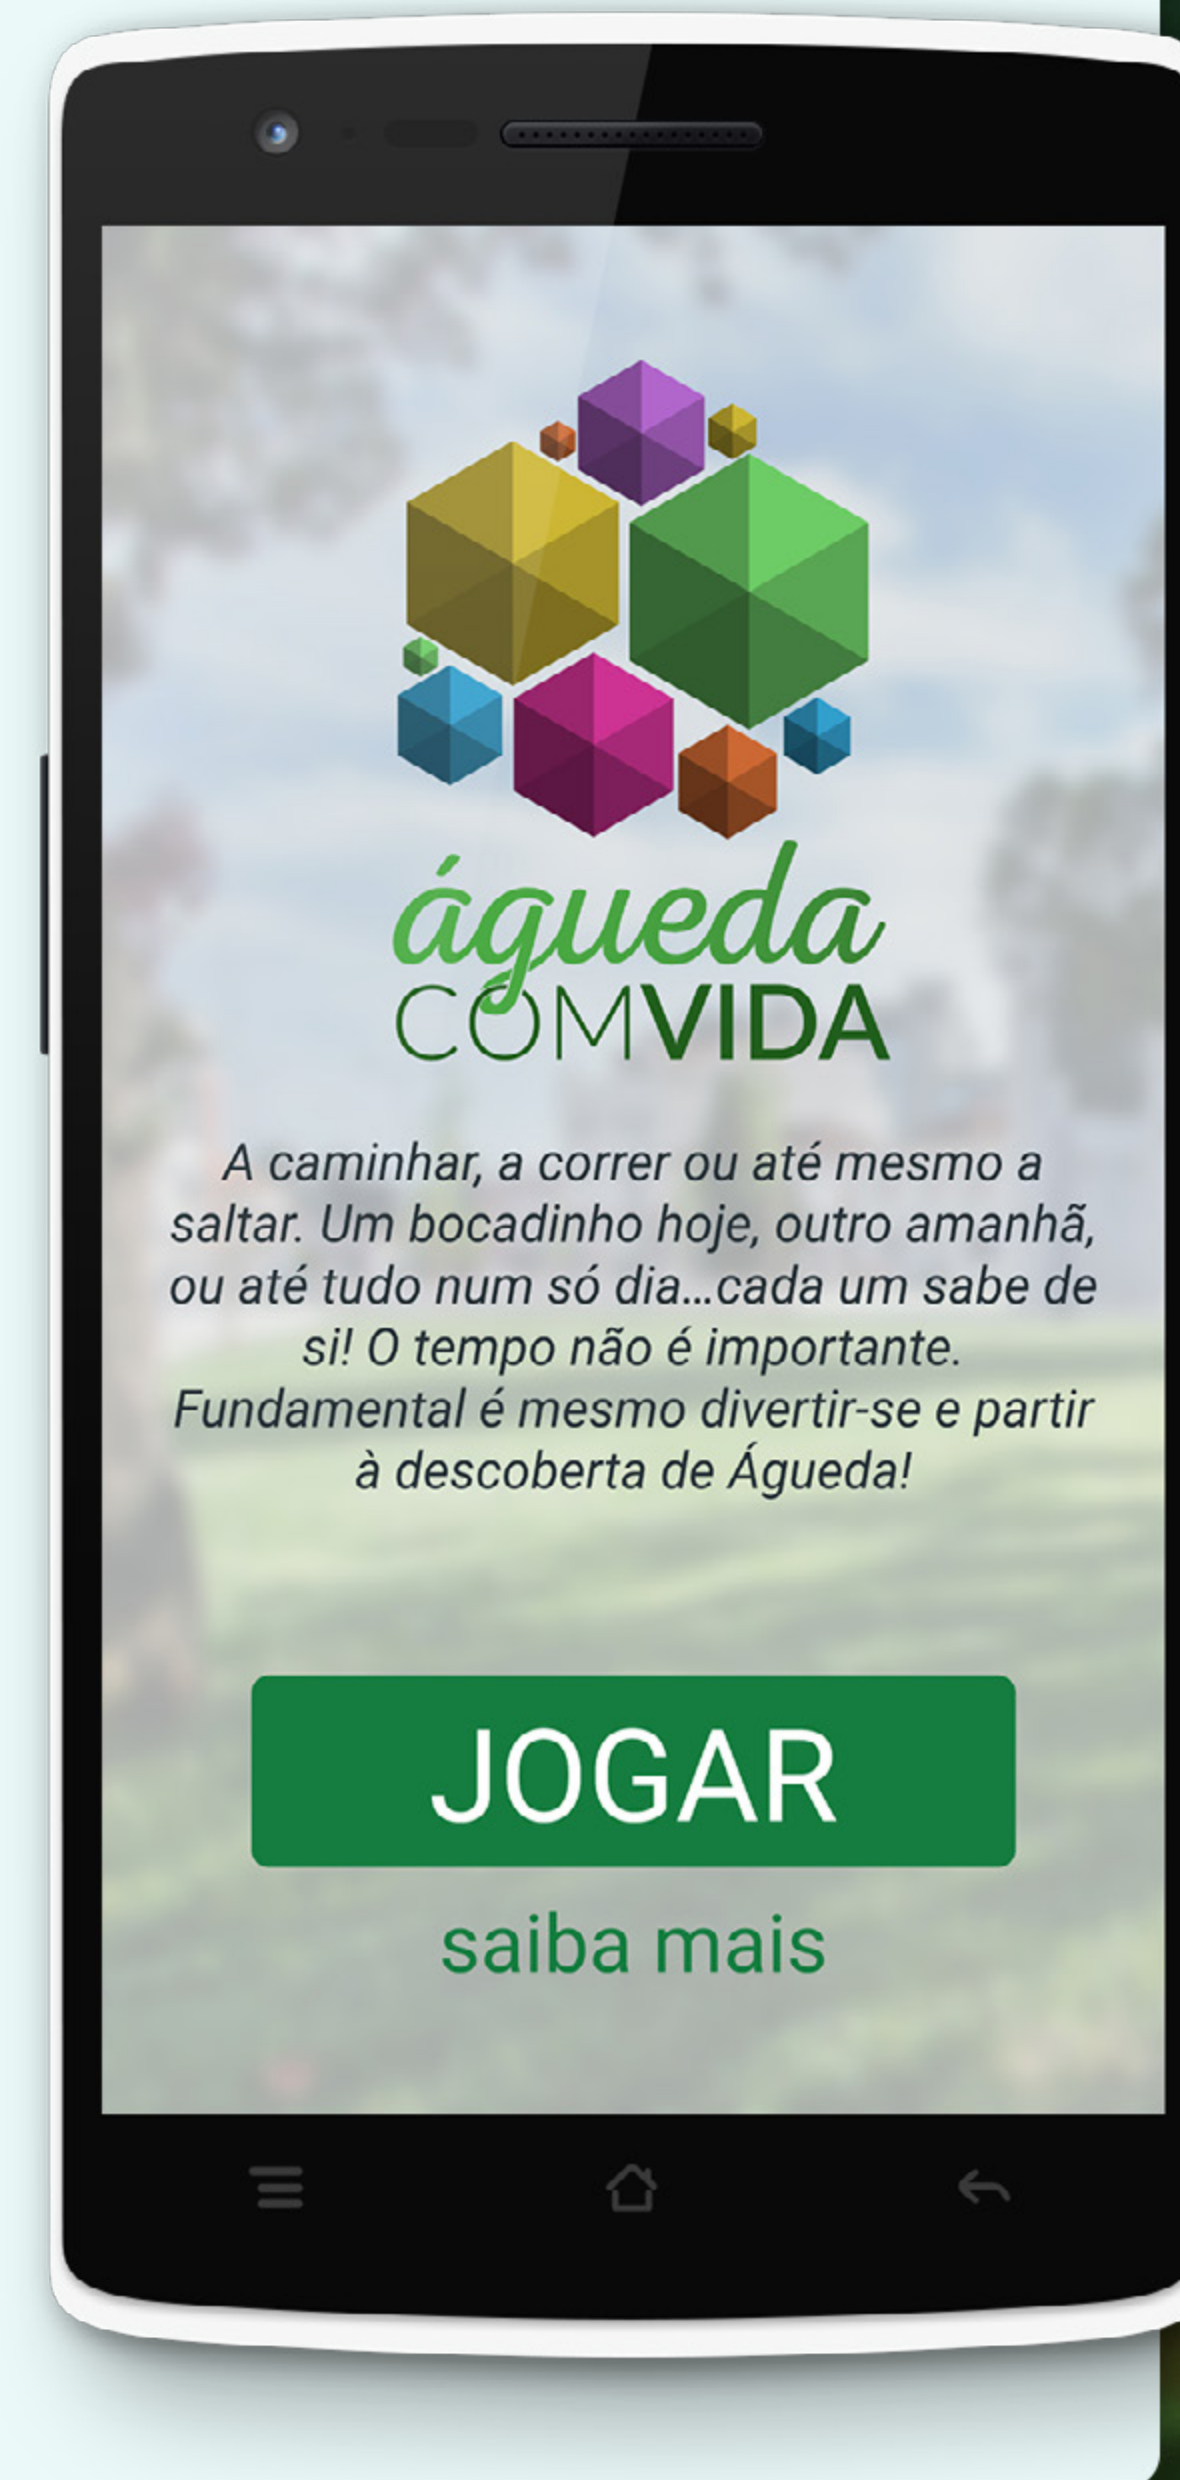 águeda
COMVIDA
A caminhar, a correr ou até mesmo a
saltar. Um bocadinho hoje, outro amanhã,
ou até tudo num só dia...cada um sabe de
si! O tempo não é importante.
Fundamental é mesmo divertir-se e partir
à descoberta de Águeda!
JOGAR
saiba mais